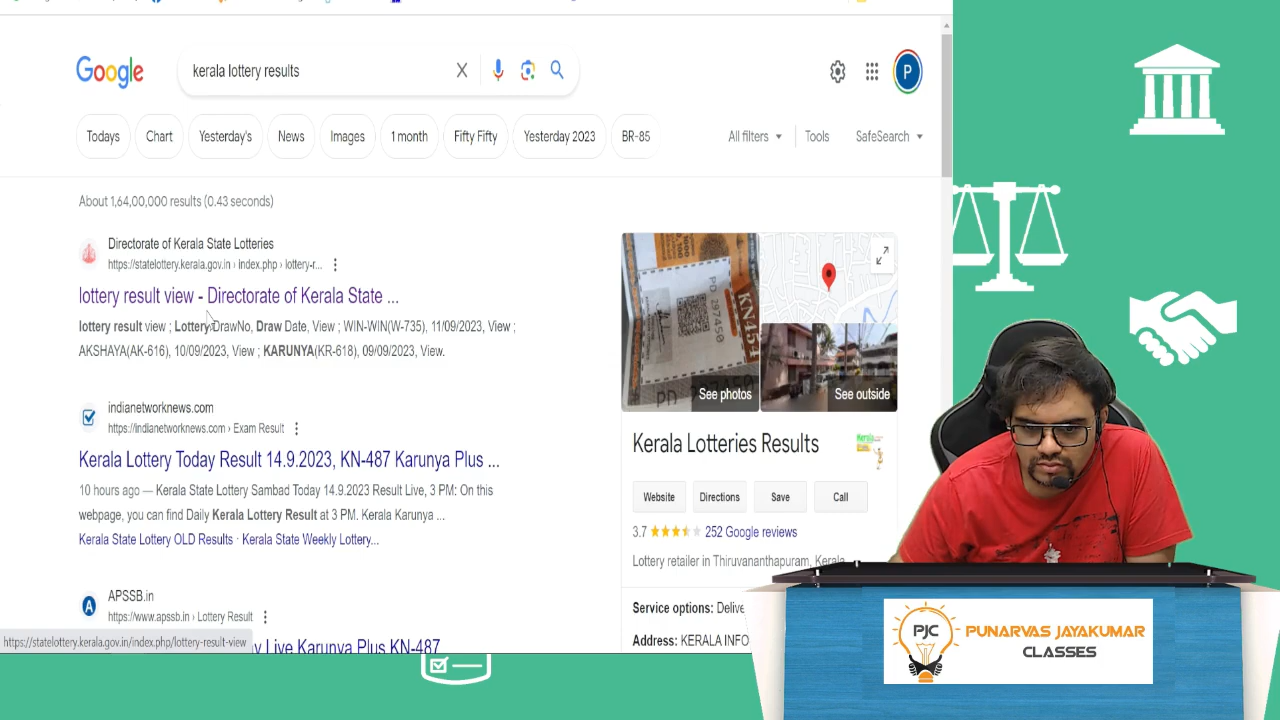 Google
kerala lottery results
P
Todays
Chart
Yesterday's
News
Images
1 month
Fifty Fifty
Yesterday 2023
BR-85
All filters
Tools
SafeSearch
About 1,64,00,000 results (0.43 seconds)
Directorate of Kerala State Lotteries
https://statelottery.kerala.gov.in › index.php › lottery-r...
lottery result view - Directorate of Kerala State ...
lottery result view ; Lottery DrawNo, Draw Date, View ; WIN-WIN(W-735), 11/09/2023, View ;
AKSHAYA(AK-616), 10/09/2023, View ; KARUNYA(KR-618), 09/09/2023, View.
indianetworknews.com
https://indianetworknews.com › Exam Result
Kerala Lottery Today Result 14.9.2023, KN-487 Karunya Plus ...
10 hours ago — Kerala State Lottery Sambad Today 14.9.2023 Result Live, 3 PM: On this
webpage, you can find Daily Kerala Lottery Result at 3 PM. Kerala Karunya ...
Kerala State Lottery OLD Results · Kerala State Weekly Lottery...
A
APSSB.in
https://www.apssb.in › Lottery Result
y Live Karunya Plus KN-487
https://statelottery.kerala.gov.in/index.php/lottery-result-view
PD 297450
KN454
See photos
See outside
Kerala Lotteries Results
Website
Directions
Save
Call
3.7
252 Google reviews
Lottery retailer in Thiruvananthapuram, Kerala
Service options: Delive
Address: KERALA INFO
PJC
PUNARVAS JAYAKUMAR
CLASSES